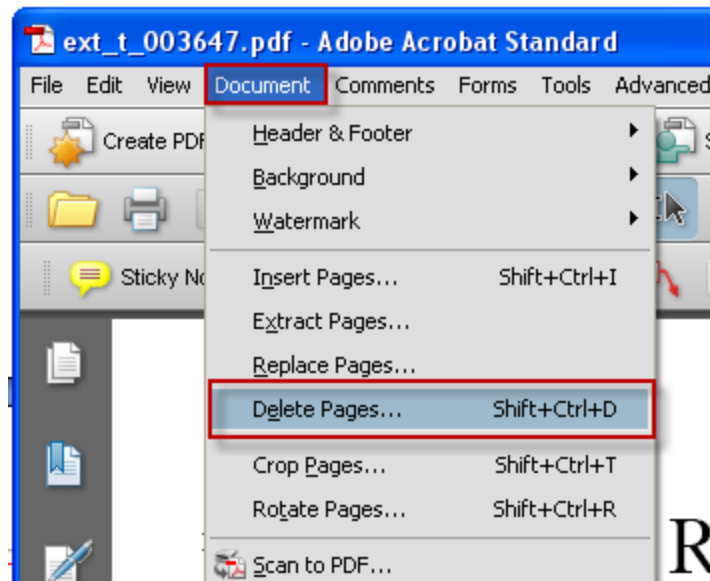 ext_t_003647.pdf - Adobe Acrobat Standard
File Edit View Document Comments Forms Tools Advanced
Create PDF
Header & Footer
Background
Watermark
Sticky No
Insert Pages... Shift+Ctrl+I
Extract Pages...
Replace Pages...
Delete Pages... Shift+Ctrl+D
Crop Pages... Shift+Ctrl+T
Rotate Pages... Shift+Ctrl+R
Scan to PDF...
R